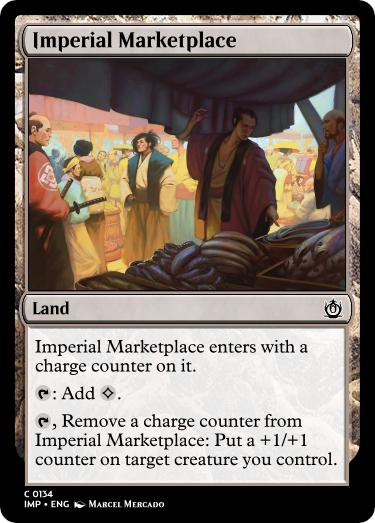 Imperial Marketplace
Land
Imperial Marketplace enters with a
charge counter on it.
: Add .
, Remove a charge counter from
Imperial Marketplace: Put a +1/+1
counter on target creature you control.
C 0134
IMP • ENG Marcel Mercado